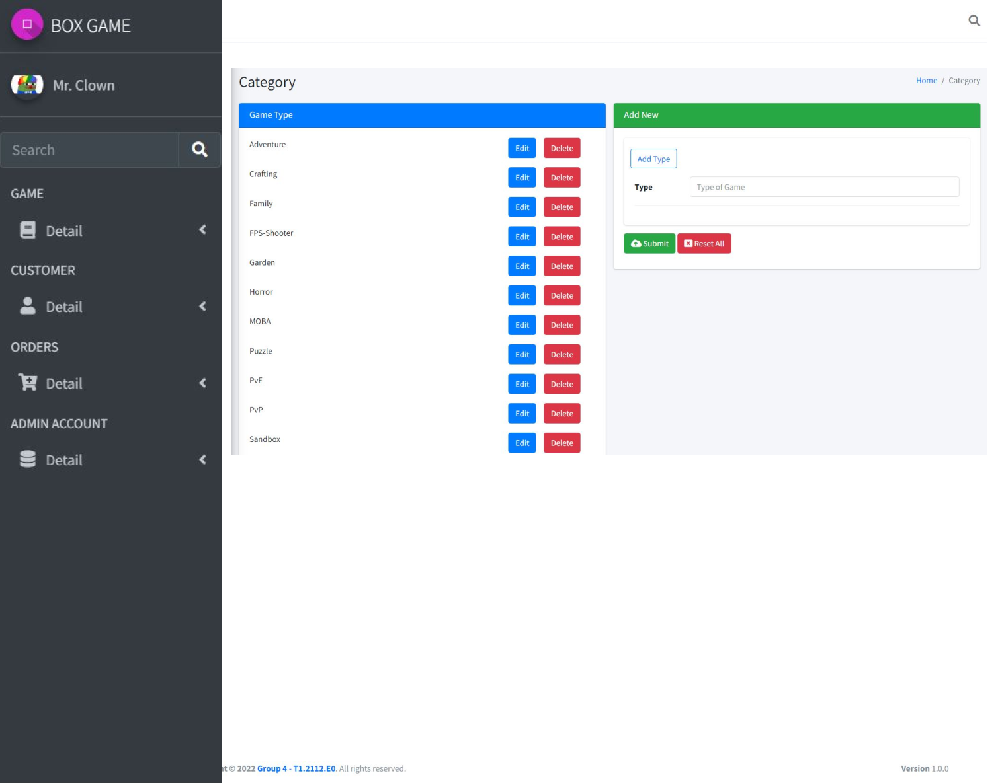 BOX GAME
Mr. Clown
Search
GAME
Detail
CUSTOMER
Detail
ORDERS
Detail
ADMIN ACCOUNT
Detail
Category
Home / Category
Game Type
Adventure Edit Delete
Crafting Edit Delete
Family Edit Delete
FPS-Shooter Edit Delete
Garden Edit Delete
Horror Edit Delete
MOBA Edit Delete
Puzzle Edit Delete
PvE Edit Delete
PvP Edit Delete
Sandbox Edit Delete
Add New
Add Type
Type Type of Game
Submit Reset All
nt © 2022 Group 4 - T1.2112.E0. All rights reserved.
Version 1.0.0